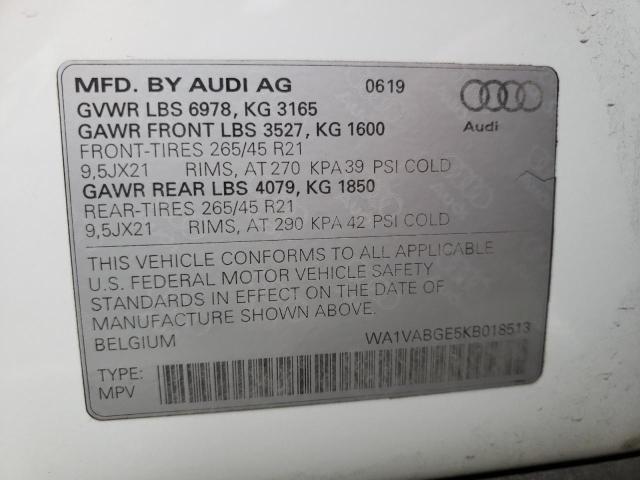 MFD. BY AUDI AG 0619
GVWR LBS 6978, KG 3165
GAWR FRONT LBS 3527, KG 1600
Audi
FRONT-TIRES 265/45 R21
9,5JX21 RIMS, AT 270 KPA 39 PSI COLD
GAWR REAR LBS 4079, KG 1850
REAR-TIRES 265/45 R21
9,5JX21 RIMS, AT 290 KPA 42 PSI COLD
THIS VEHICLE CONFORMS TO ALL APPLICABLE
U.S. FEDERAL MOTOR VEHICLE SAFETY
STANDARDS IN EFFECT ON THE DATE OF
MANUFACTURE SHOWN ABOVE.
BELGIUM WA1VABGE5KB018513
TYPE:
MPV